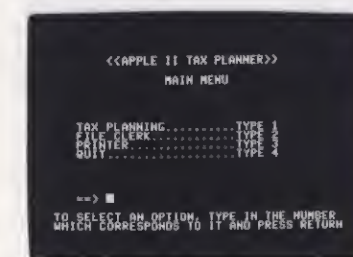 <<APPLE II TAX PLANNER>>
MAIN MENU
TAX PLANNING..............TYPE 1
FILE CLERK................TYPE 2
PRINTER...................TYPE 3
QUIT......................TYPE 4
==>
TO SELECT AN OPTION, TYPE IN THE NUMBER
WHICH CORRESPONDS TO IT AND PRESS RETURN